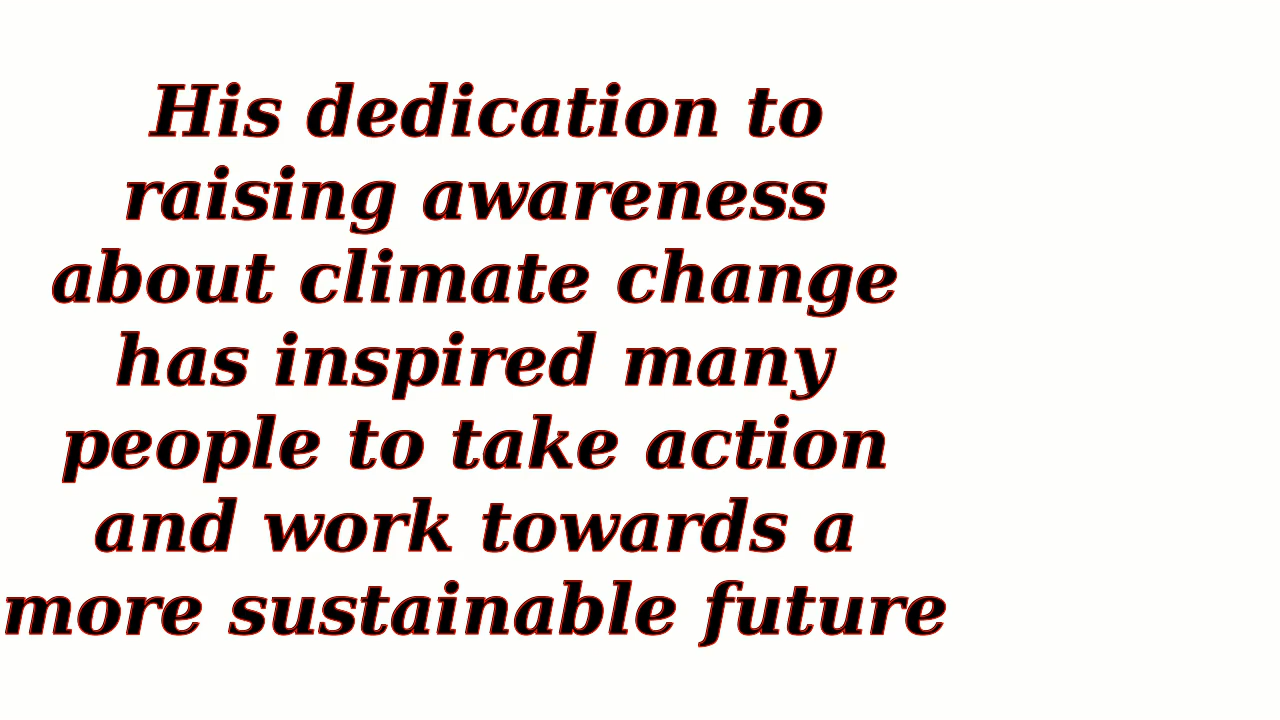 His dedication to
raising awareness
about climate change
has inspired many
people to take action
and work towards a
more sustainable future